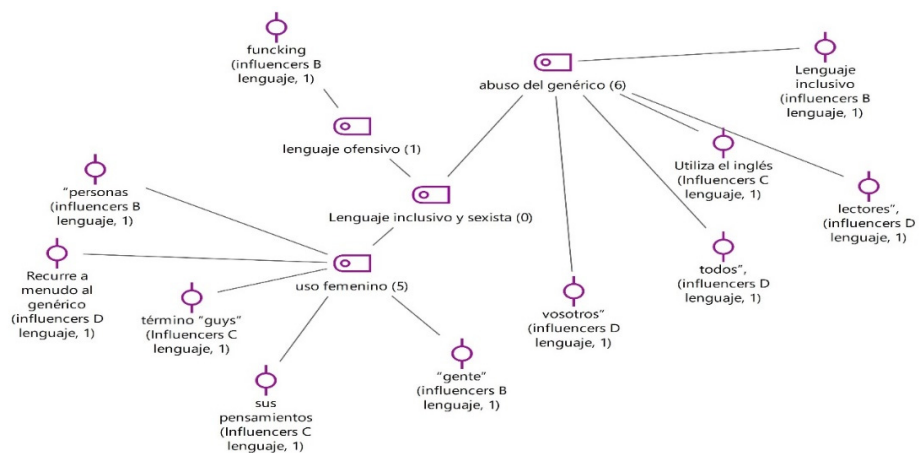 funcking
(influencers B
lenguaje, 1)
abuso del genérico (6)
Lenguaje
inclusivo
(influencers B
lenguaje, 1)
lenguaje ofensivo (1)
"personas
(influencers B
lenguaje, 1)
Utiliza el inglés
(Influencers C
lenguaje, 1)
lectores",
(influencers D
lenguaje, 1)
Lenguaje inclusivo y sexista (0)
Recurre a
menudo al
genérico
(influencers D
lenguaje, 1)
uso femenino (5)
término "guys"
(Influencers C
lenguaje, 1)
todos",
(influencers D
lenguaje, 1)
vosotros"
(influencers D
lenguaje, 1)
"gente"
(influencers B
lenguaje, 1)
sus
pensamientos
(Influencers C
lenguaje, 1)